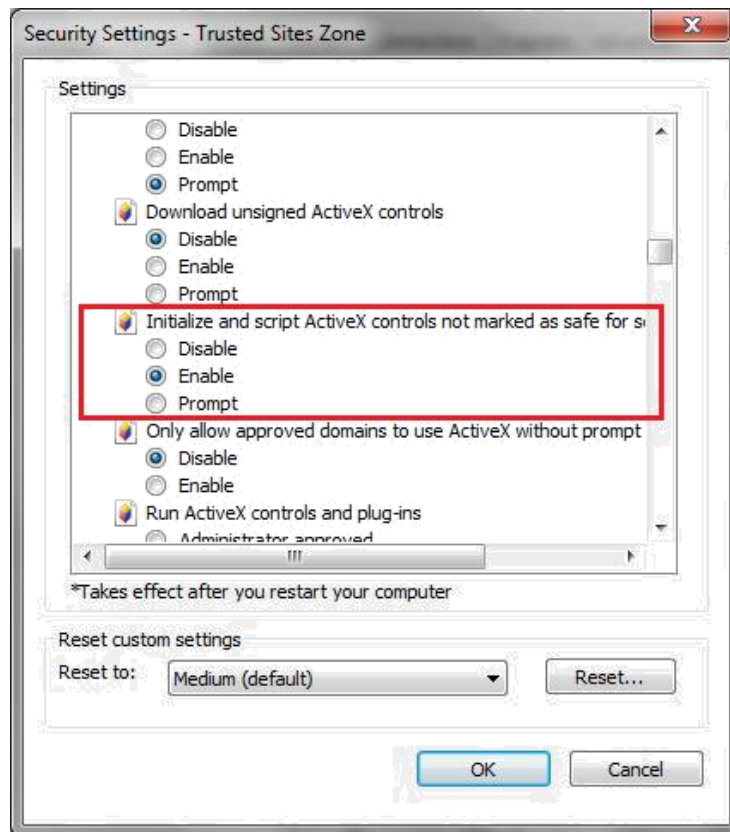 Security Settings - Trusted Sites Zone
Settings
Disable
Enable
Prompt
Download unsigned ActiveX controls
Disable
Enable
Prompt
Initialize and script ActiveX controls not marked as safe for s
Disable
Enable
Prompt
Only allow approved domains to use ActiveX without prompt
Disable
Enable
Run ActiveX controls and plug-ins
Administrator approved
*Takes effect after you restart your computer
Reset custom settings
Reset to:
Medium (default)
Reset...
OK
Cancel